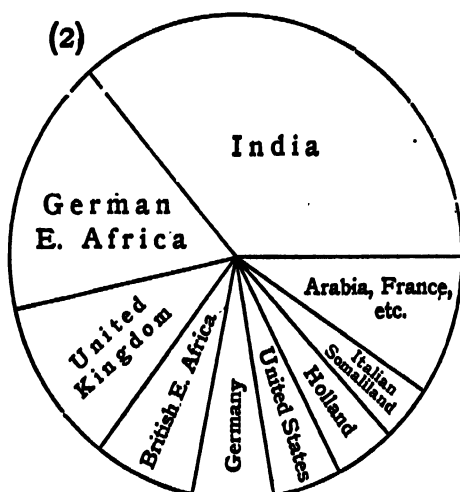 (2)
India
German
E. Africa
United
Kingdom
British E. Africa
Germany
United States
Holland
Italian
Somaliland
Arabia, France,
etc.